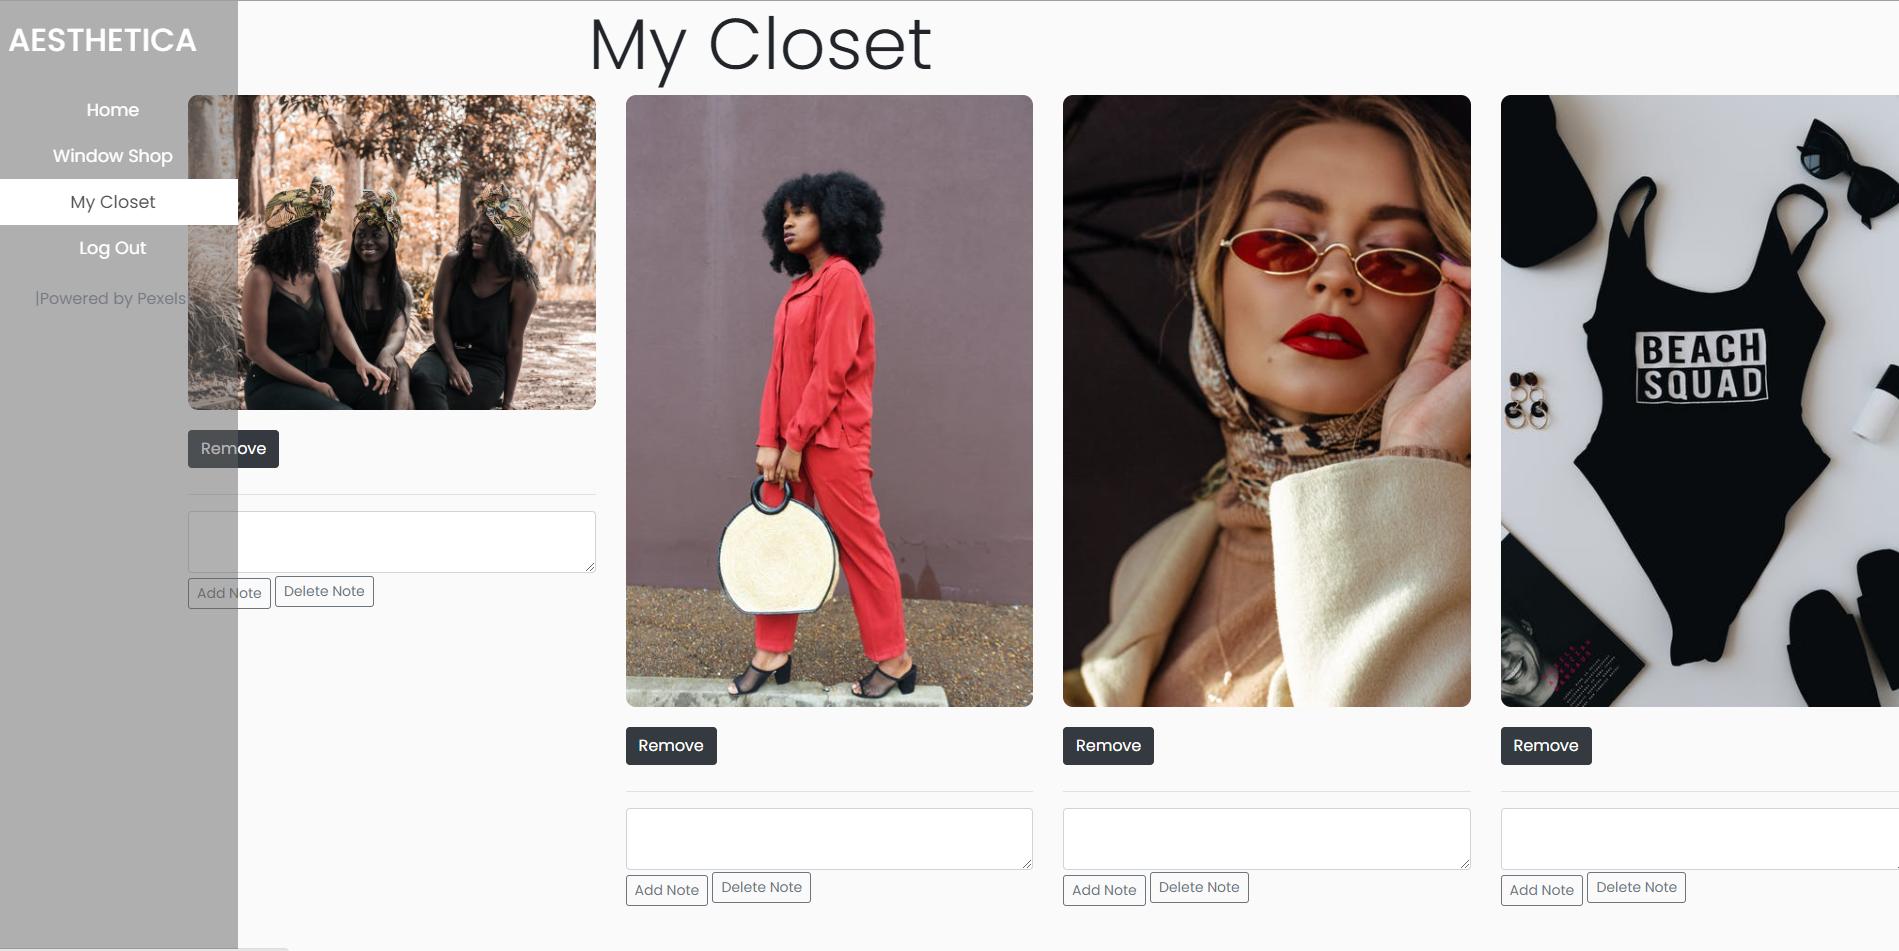 AESTHETICA
My Closet
Home
Window Shop
My Closet
Log Out
|Powered by Pexels
BEACH
SQUAD
Remove
Add Note
Delete Note
Remove
Remove
Remove
Add Note
Delete Note
Add Note
Delete Note
Add Note
Delete Note